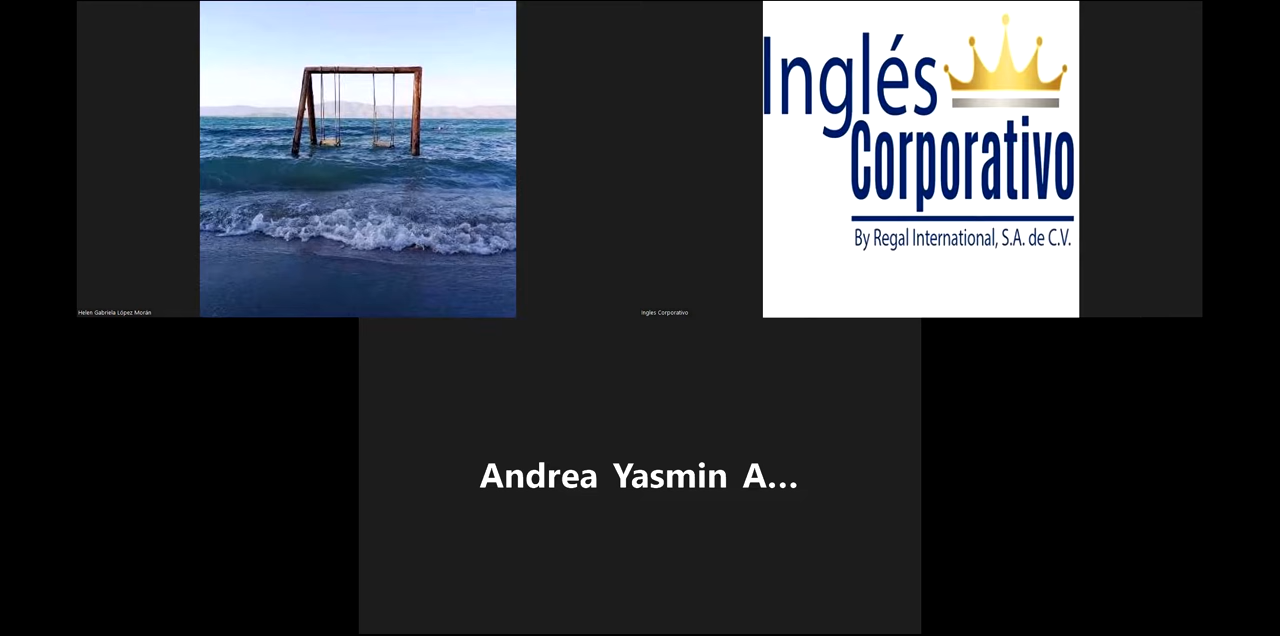 Inglés
Corporativo
By Regal International, S.A. de C.V.
Helen Gabriela López Morán
Ingles Corporativo
Andrea Yasmin A...